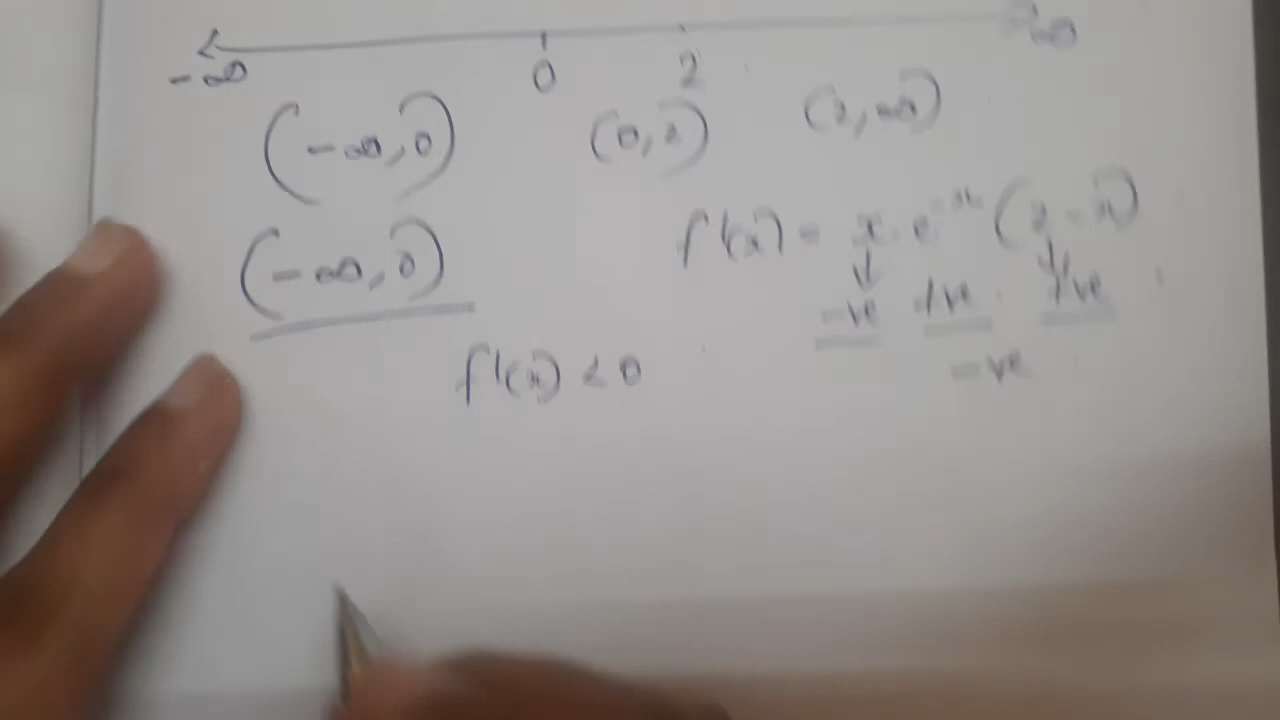 -∞ 0 2 ∞
(-∞, 0) (0, 2) (2, ∞)
f'(x) = x. e^-x (2-x)
(-∞, 0)
-ve +ve +ve
f'(x) < 0
-ve